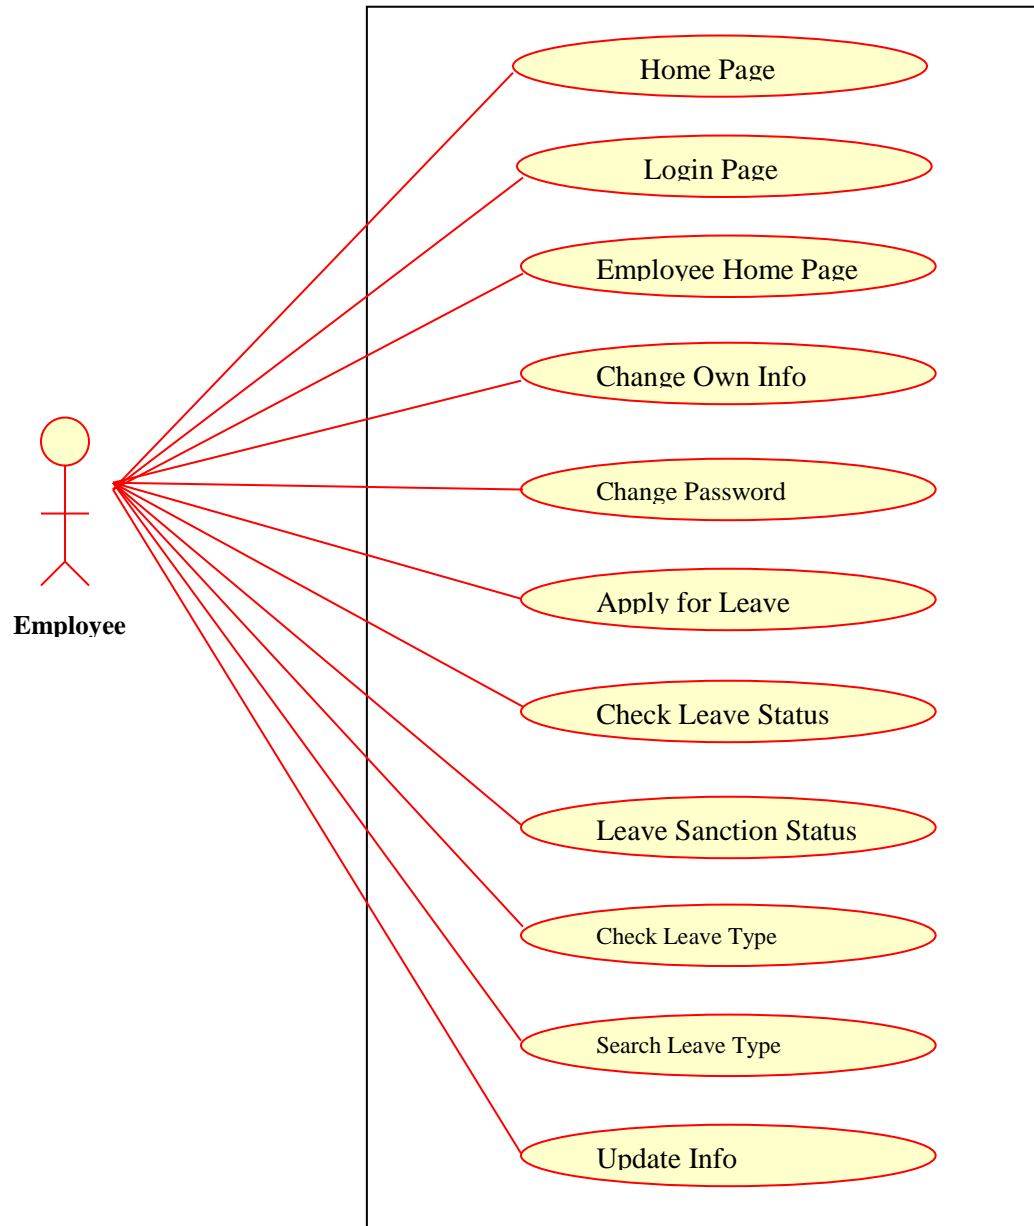 Home Page
Login Page
Employee Home Page
Change Own Info
Change Password
Apply for Leave
Employee
Check Leave Status
Leave Sanction Status
Check Leave Type
Search Leave Type
Update Info